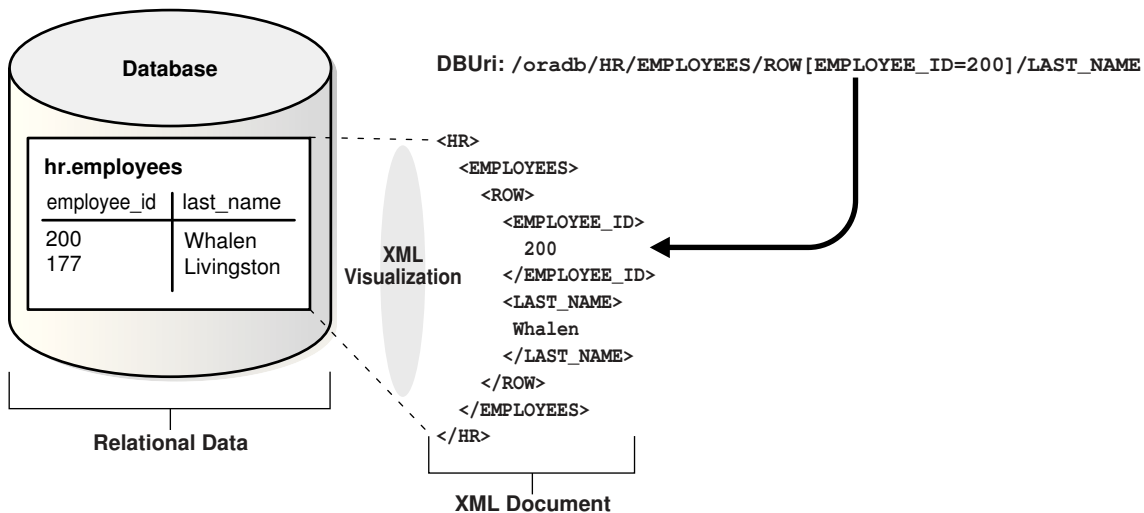 Database
DBUri: /oradb/HR/EMPLOYEES/ROW[EMPLOYEE_ID=200]/LAST_NAME
hr.employees
employee_id last_name
200 Whalen
177 Livingston
XML
Visualization
<HR>
<EMPLOYEES>
<ROW>
<EMPLOYEE_ID>
200
</EMPLOYEE_ID>
<LAST_NAME>
Whalen
</LAST_NAME>
</ROW>
</EMPLOYEES>
</HR>
Relational Data
XML Document